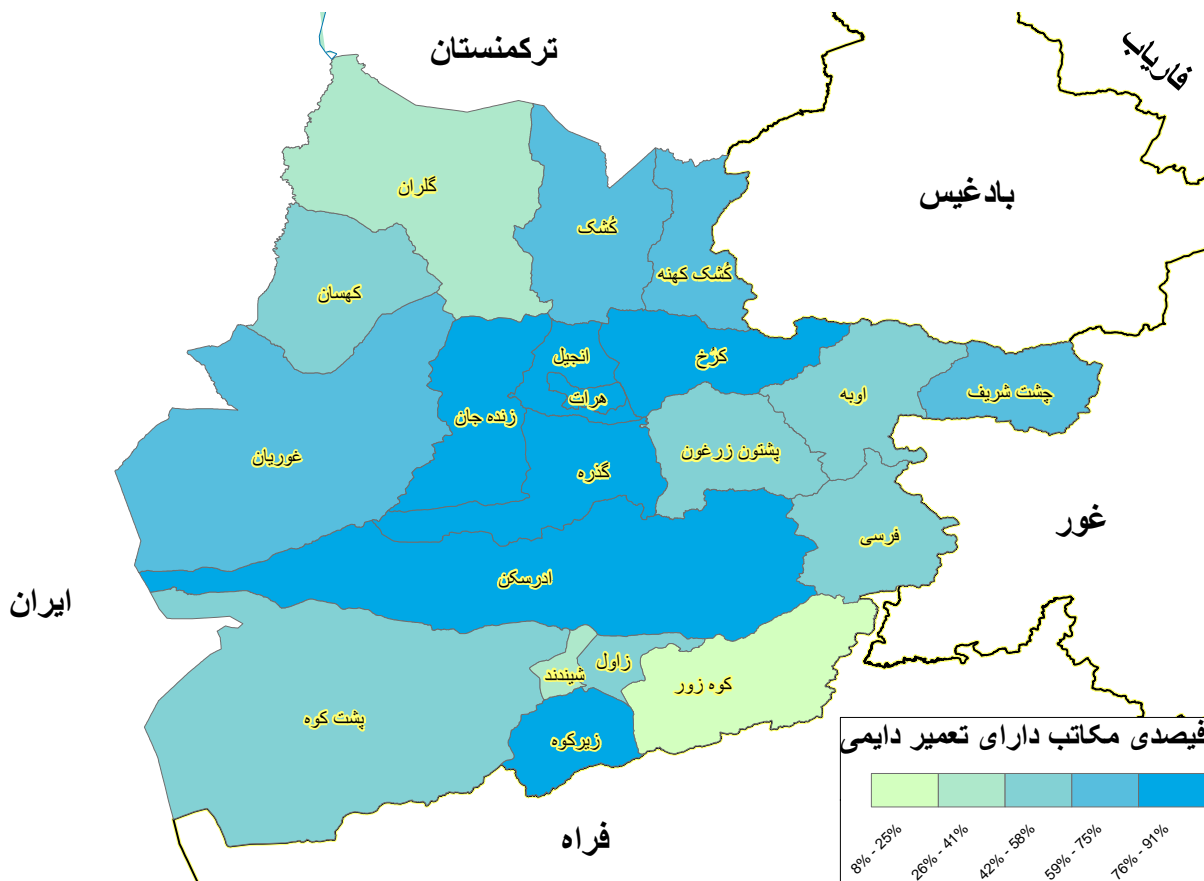 ترکمنستان
فاریاب
بادغیس
گلران
کُشک
کُشک کهنه
کهسان
انجیل
کرُخ
هرات
اوبه
چشت شریف
زنده جان
غوریان
گذره
پشتون زرغون
فرسی
غور
ادرسکن
ایران
زاول
شیندند
کوه زور
پشت کوه
زیرکوه
فراه
فیصدی مکاتب دارای تعمیر دایمی
8% - 25%
26% - 41%
42% - 58%
59% - 75%
76% - 91%